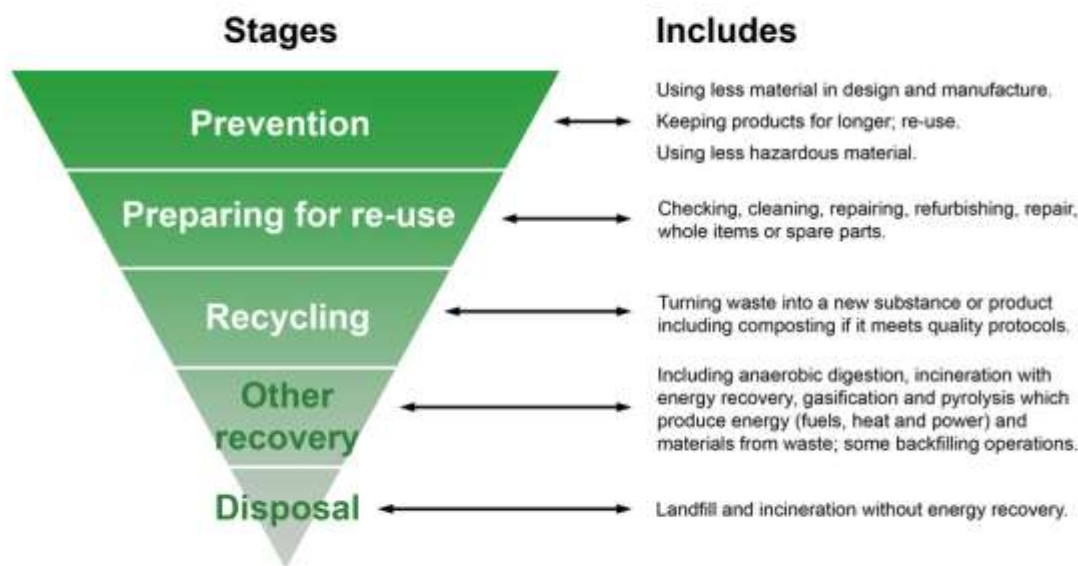 Stages
Includes
Prevention
Using less material in design and manufacture.
Keeping products for longer; re-use.
Using less hazardous material.
Preparing for re-use
Checking, cleaning, repairing, refurbishing, repair,
whole items or spare parts.
Recycling
Turning waste into a new substance or product
including composting if it meets quality protocols.
Other
recovery
Including anaerobic digestion, incineration with
energy recovery, gasification and pyrolysis which
produce energy (fuels, heat and power) and
materials from waste; some backfilling operations.
Disposal
Landfill and incineration without energy recovery.